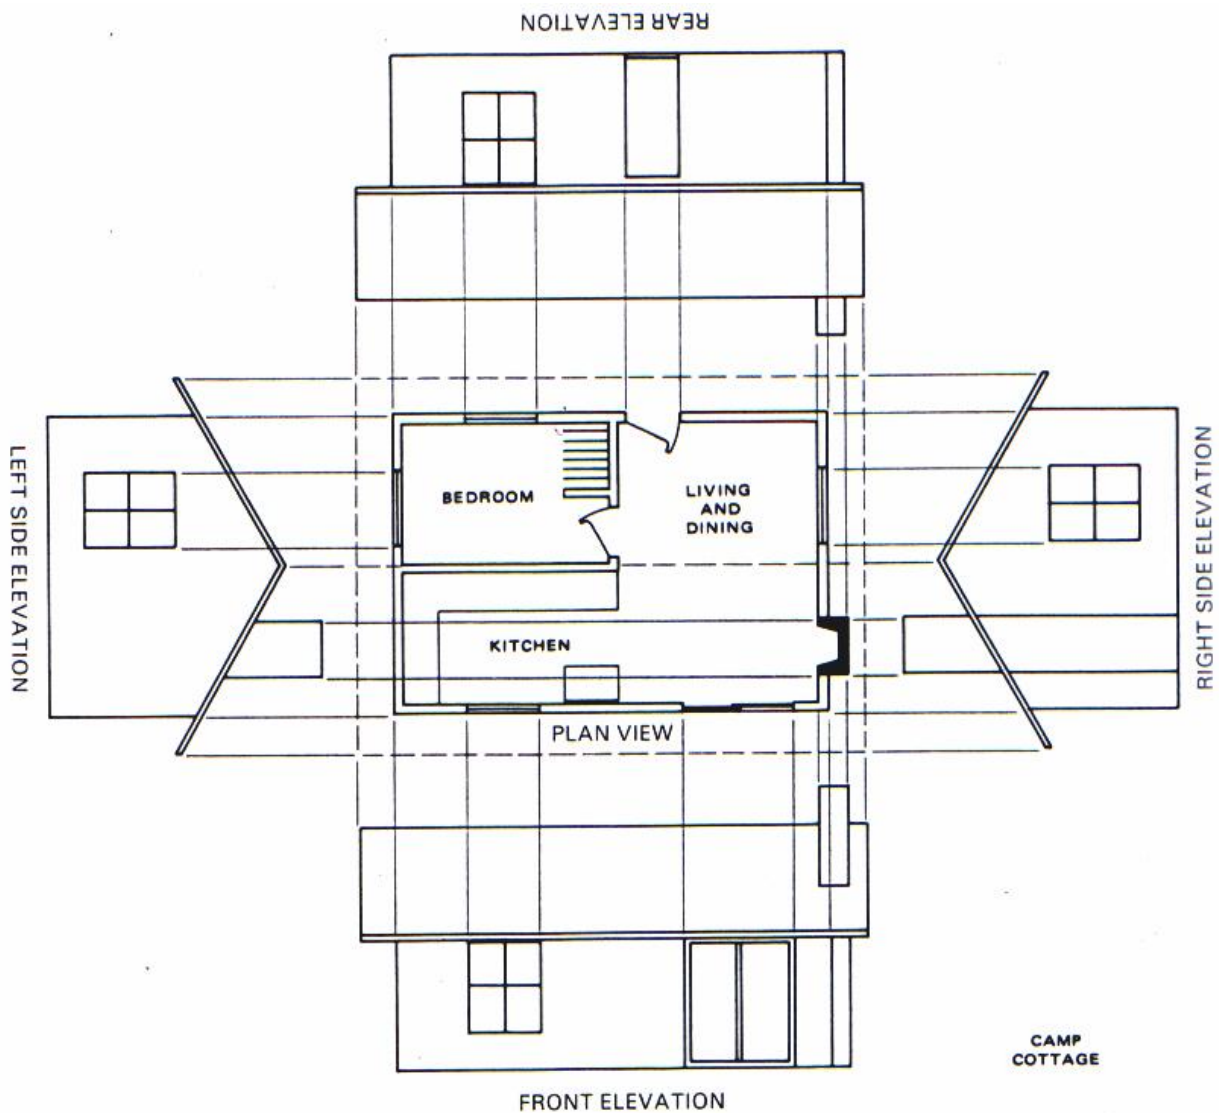 REAR ELEVATION
LEFT SIDE ELEVATION
BEDROOM
LIVING
AND
DINING
RIGHT SIDE ELEVATION
KITCHEN
PLAN VIEW
CAMP
COTTAGE
FRONT ELEVATION